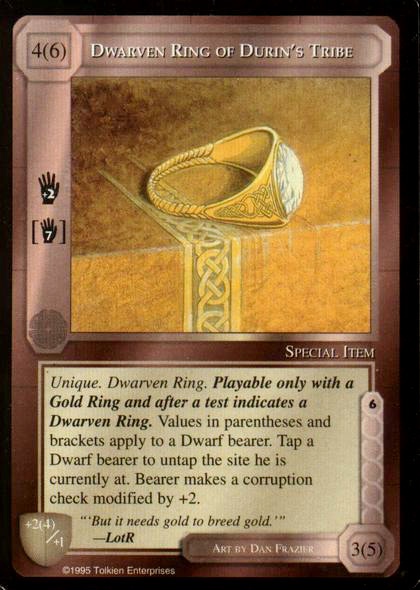 4(6)
DWARVEN RING OF DURIN'S TRIBE
+2
[7]
SPECIAL ITEM
Unique. Dwarven Ring. Playable only with a
Gold Ring and after a test indicates a
Dwarven Ring. Values in parentheses and
brackets apply to a Dwarf bearer. Tap a
Dwarf bearer to untap the site he is
currently at. Bearer makes a corruption
check modified by +2.
"'But it needs gold to breed gold.'"
—LotR
6
+2(4)/+1
ART BY DAN FRAZIER
3(5)
©1995 Tolkien Enterprises